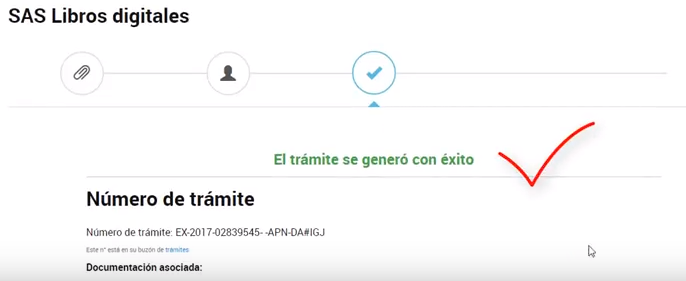 SAS Libros digitales
El trámite se generó con éxito
Número de trámite
Número de trámite: EX-2017-02839545- -APN-DA#IGJ
Este n° está en su buzón de trámites
Documentación asociada: